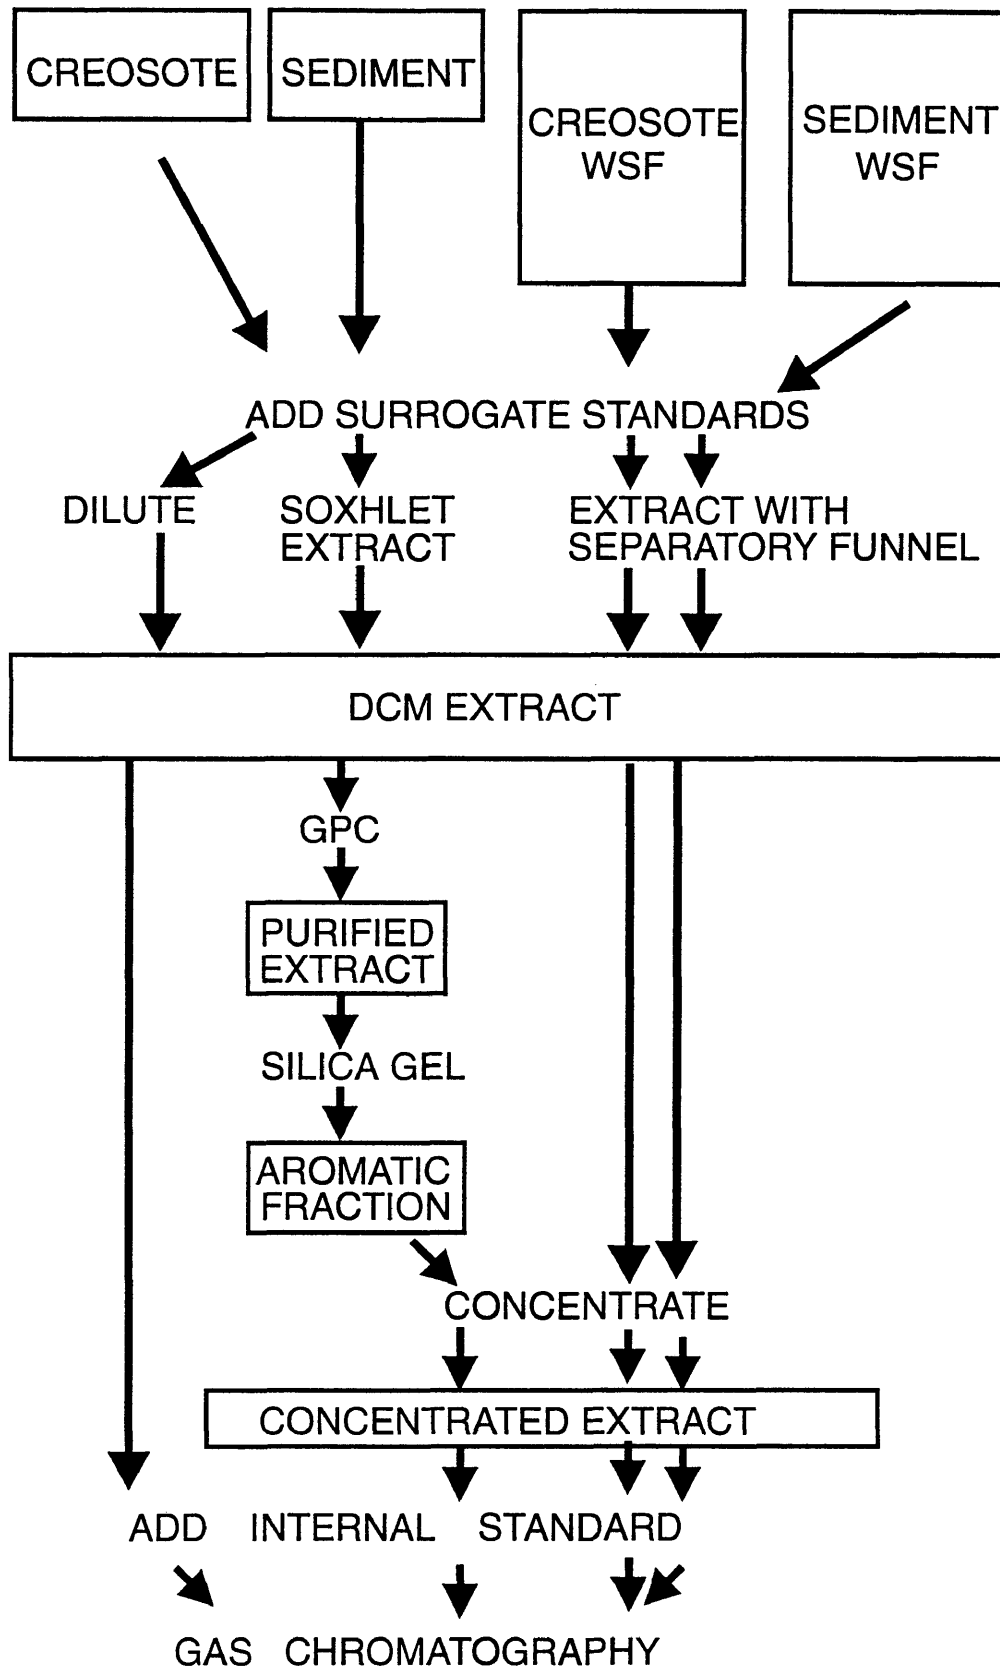 CREOSOTE
SEDIMENT
CREOSOTE
WSF
SEDIMENT
WSF
ADD SURROGATE STANDARDS
DILUTE
SOXHLET
EXTRACT
EXTRACT WITH
SEPARATORY FUNNEL
DCM EXTRACT
GPC
PURIFIED
EXTRACT
SILICA GEL
AROMATIC
FRACTION
CONCENTRATE
CONCENTRATED EXTRACT
ADD INTERNAL STANDARD
GAS CHROMATOGRAPHY